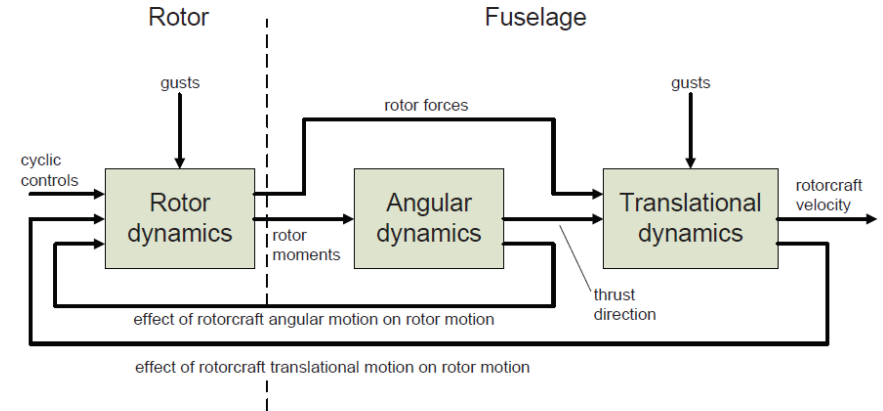 Rotor
Fuselage
gusts
rotor forces
gusts
cyclic
controls
Rotor
dynamics
rotor
moments
Angular
dynamics
Translational
dynamics
rotorcraft
velocity
thrust
direction
effect of rotorcraft angular motion on rotor motion
effect of rotorcraft translational motion on rotor motion